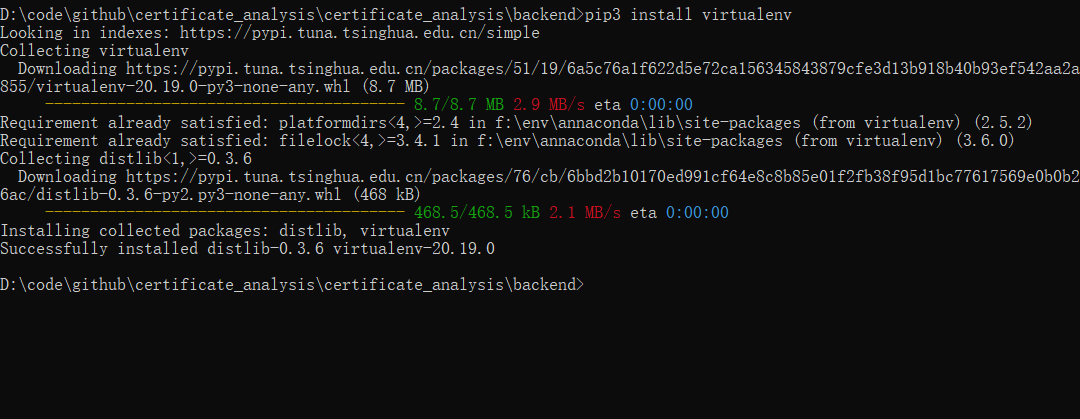 D:\code\github\certificate_analysis\certificate_analysis\backend>pip3 install virtualenv
Looking in indexes: https://pypi.tuna.tsinghua.edu.cn/simple
Collecting virtualenv
  Downloading https://pypi.tuna.tsinghua.edu.cn/packages/51/19/6a5c76a1f622d5e72ca156345843879cfe3d13b918b40b93ef542aa2a
855/virtualenv-20.19.0-py3-none-any.whl (8.7 MB)
     ---------------------------------------- 8.7/8.7 MB 2.9 MB/s eta 0:00:00
Requirement already satisfied: platformdirs<4,>=2.4 in f:\env\annaconda\lib\site-packages (from virtualenv) (2.5.2)
Requirement already satisfied: filelock<4,>=3.4.1 in f:\env\annaconda\lib\site-packages (from virtualenv) (3.6.0)
Collecting distlib<1,>=0.3.6
  Downloading https://pypi.tuna.tsinghua.edu.cn/packages/76/cb/6bbd2b10170ed991cf64e8c8b85e01f2fb38f95d1bc77617569e0b0b2
6ac/distlib-0.3.6-py2.py3-none-any.whl (468 kB)
     ---------------------------------------- 468.5/468.5 kB 2.1 MB/s eta 0:00:00
Installing collected packages: distlib, virtualenv
Successfully installed distlib-0.3.6 virtualenv-20.19.0
D:\code\github\certificate_analysis\certificate_analysis\backend>